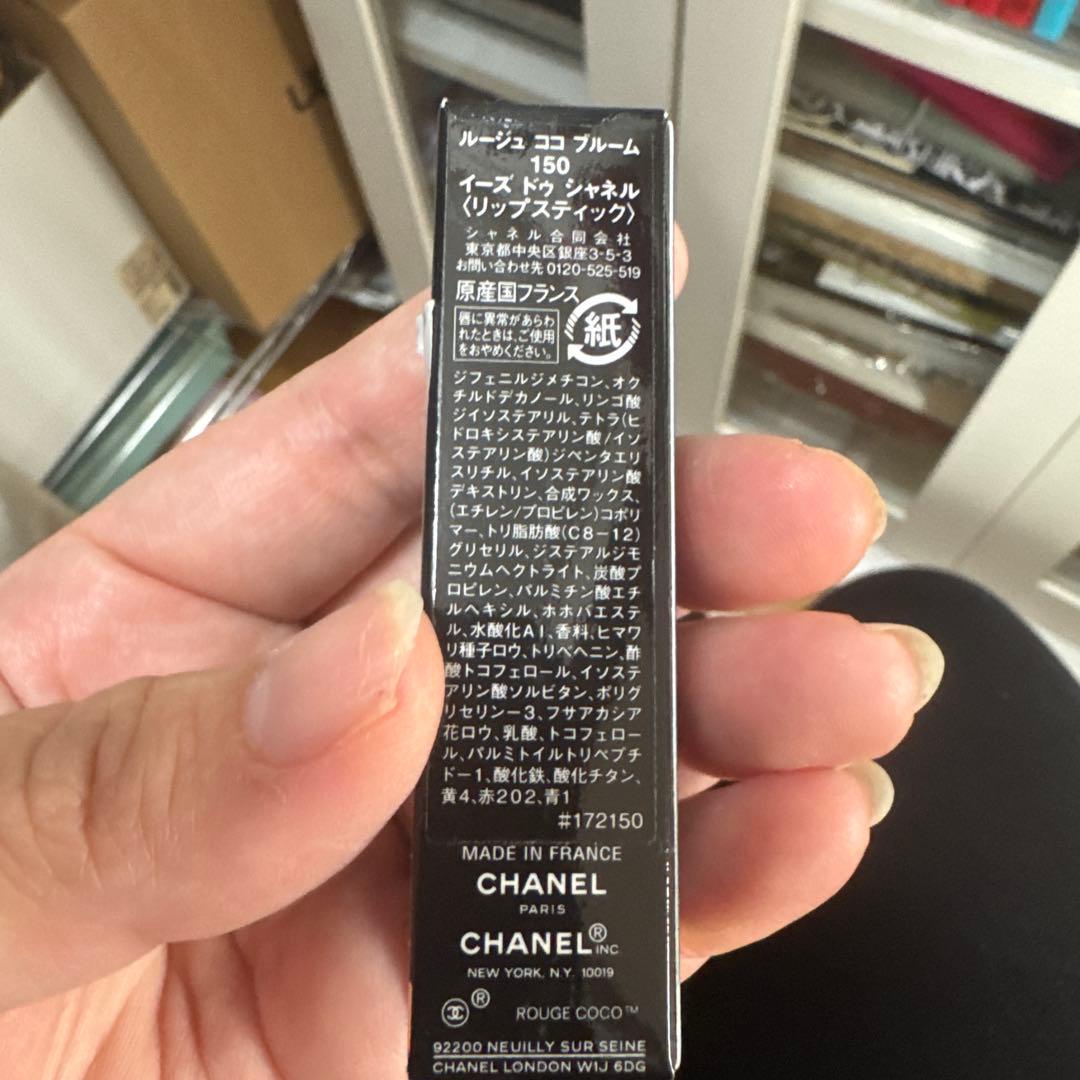 ルージュ ココ ブルーム
150
イーズ ドゥ シャネル
〈リップスティック〉
シャネル合同会社
東京都中央区銀座3-5-3
お問い合わせ先 0120-525-519
原産国フランス
紙
唇に異常があらわ
れたときは、ご使用
をおやめください。
ジフェニルジメチコン、オク
チルドデカノール、リンゴ酸
ジイソステアリル、テトラ(ヒ
ドロキシステアリン酸/イソ
ステアリン酸)ジペンタエリ
スリチル、イソステアリン酸
デキストリン、合成ワックス、
(エチレン/プロピレン)コポリ
マー、トリ脂肪酸(C8-12)
グリセリル、ジステアルジモ
ニウムヘクトライト、炭酸プ
ロピレン、パルミチン酸エチ
ルヘキシル、ホホバエステ
ル、水酸化Al、香料、ヒマワ
リ種子ロウ、トリベヘニン、酢
酸トコフェロール、イソステ
アリン酸ソルビタン、ポリグ
リセリン-3、フサアカシア
花ロウ、乳酸、トコフェロー
ル、パルミトイルトリペプチ
ド-1、酸化鉄、酸化チタン、
黄4、赤202、青1
#172150
MADE IN FRANCE
CHANEL
PARIS
CHANEL® INC
NEW YORK, N.Y. 10019
® ROUGE COCO™
92200 NEUILLY SUR SEINE
CHANEL LONDON W1J 6DG